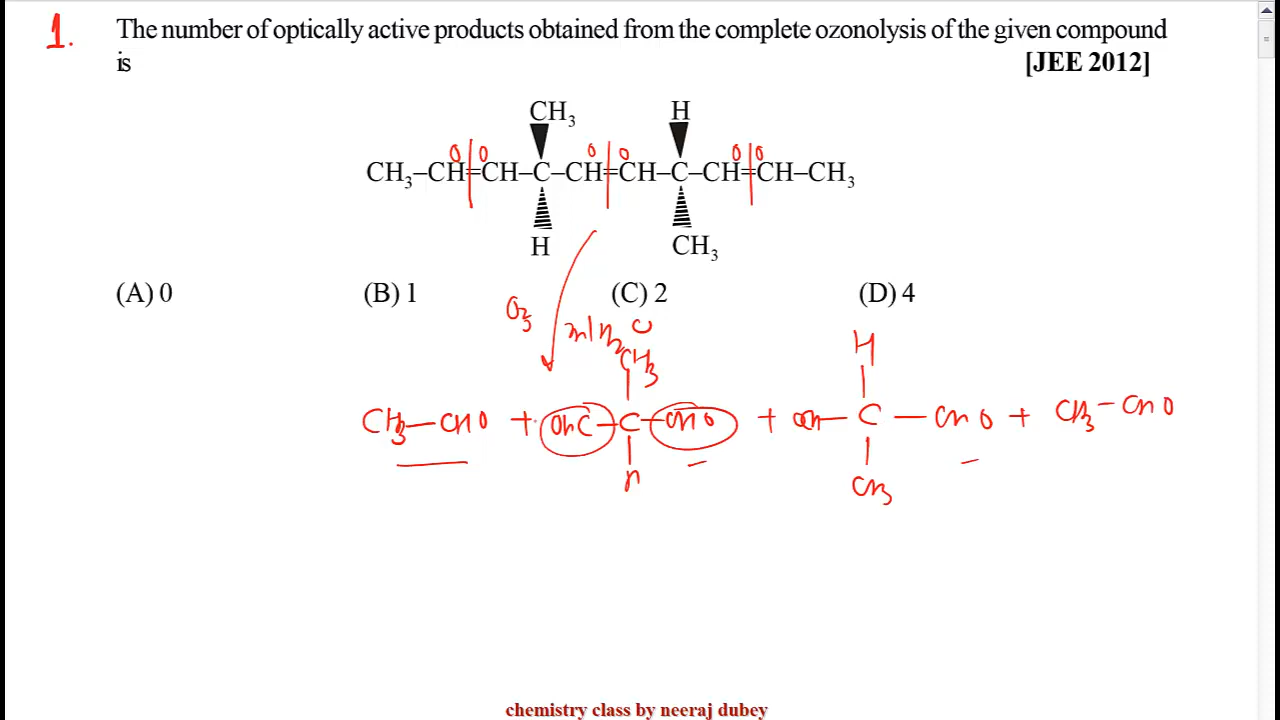 1. The number of optically active products obtained from the complete ozonolysis of the given compound
is [JEE 2012]
CH3 H
O O O O O O
CH3–CH=CH–C–CH=CH–C–CH=CH–CH3
H CH3
(A) 0 (B) 1 (C) 2 (D) 4
O3 H
CH3
CH3–CHO + OHC–C–CHO + –C–CHO + CH3–CHO
H CH3
chemistry class by neeraj dubey